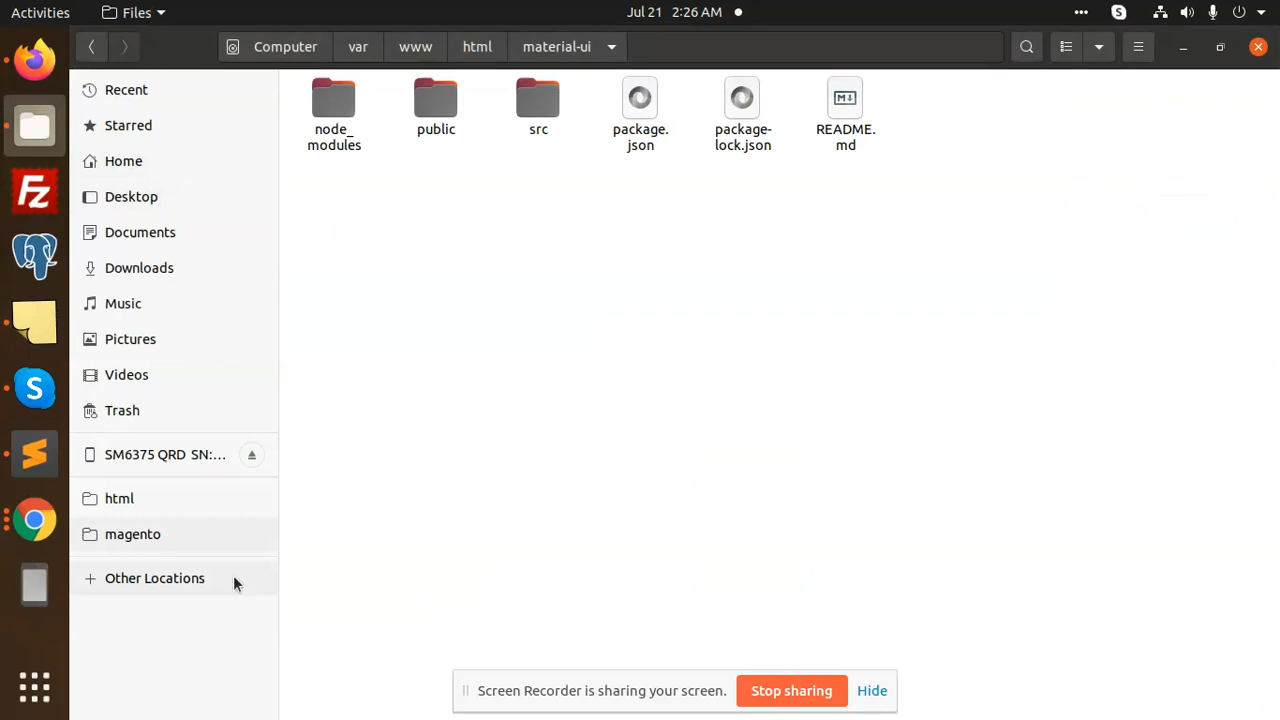 Activities
Files
Jul 21 2:26 AM
Computer
var
www
html
material-ui
Recent
Starred
Home
Desktop
Documents
Downloads
Music
Pictures
Videos
Trash
SM6375 QRD SN:...
html
magento
Other Locations
node_
modules
public
src
package.
json
package-
lock.json
M
README.
md
Fz
S
S
Screen Recorder is sharing your screen.
Stop sharing
Hide